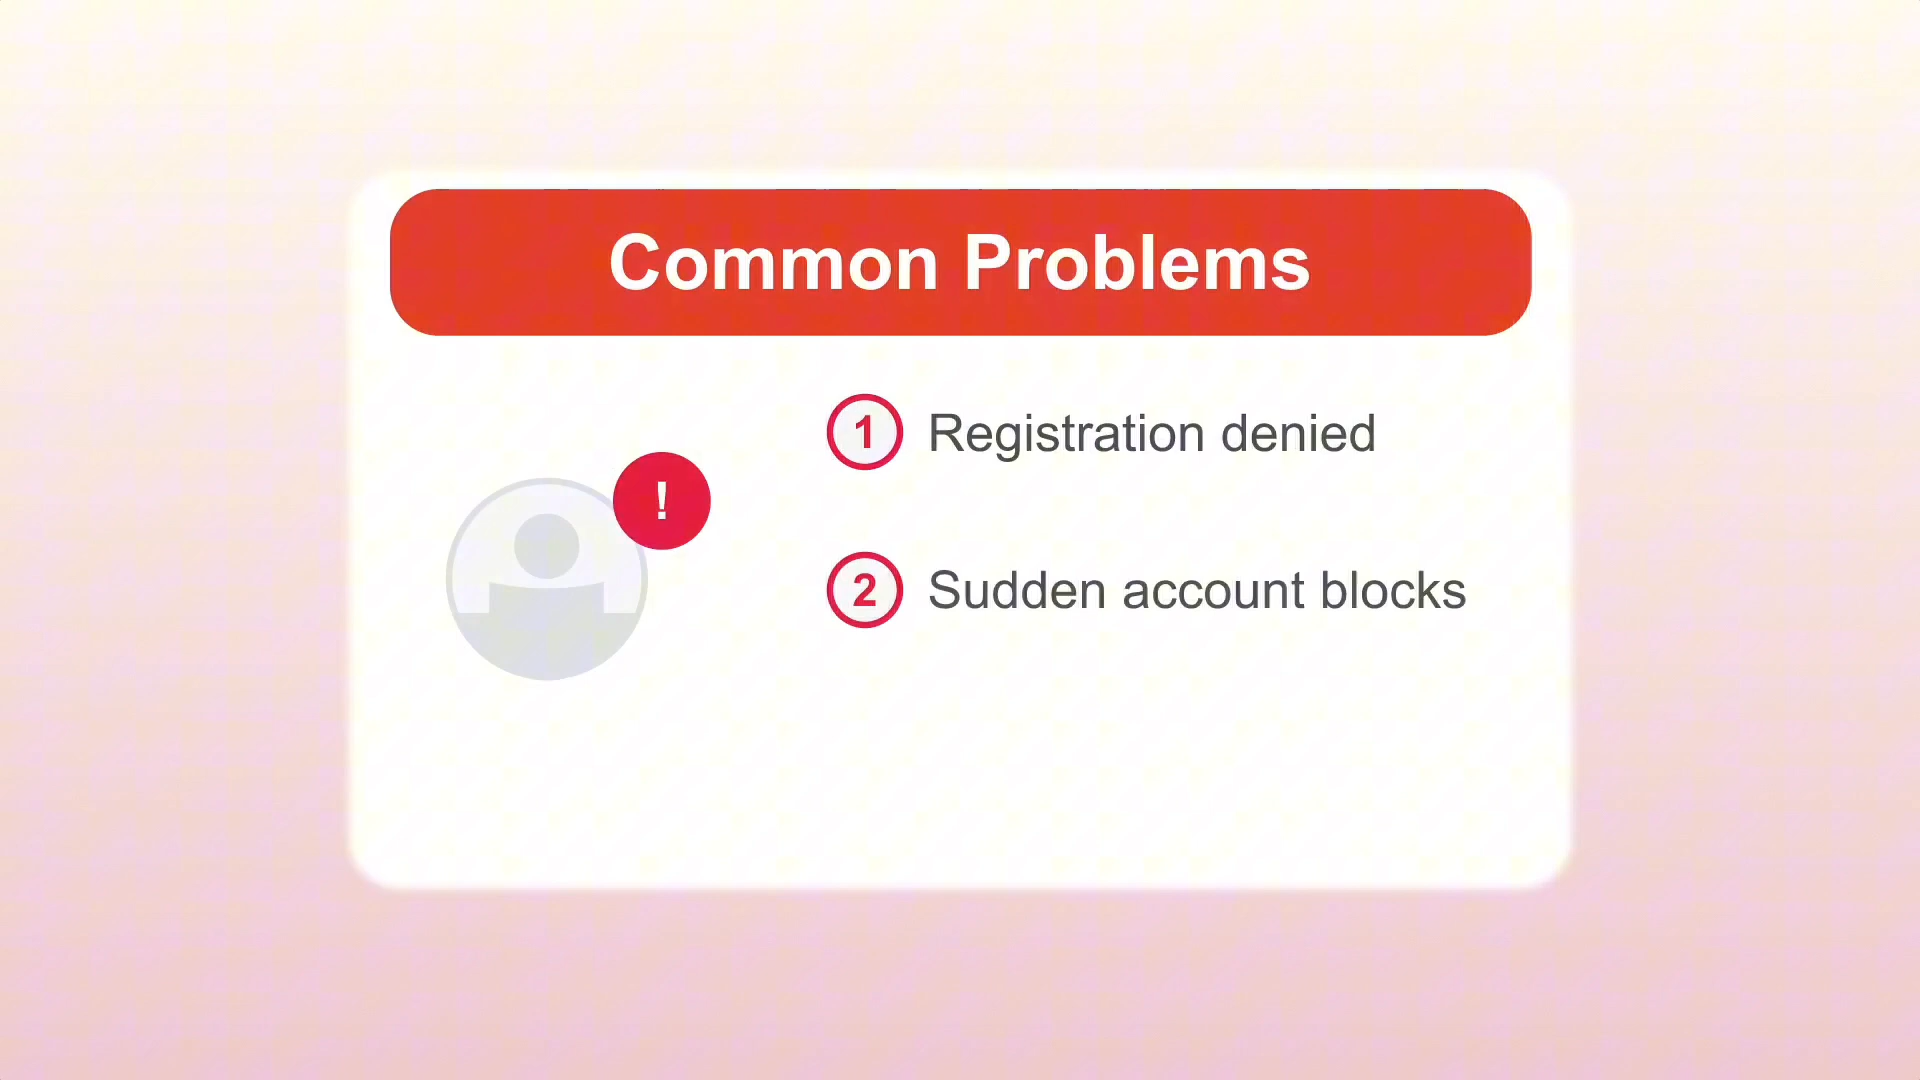 Common Problems
!
1 Registration denied
2 Sudden account blocks